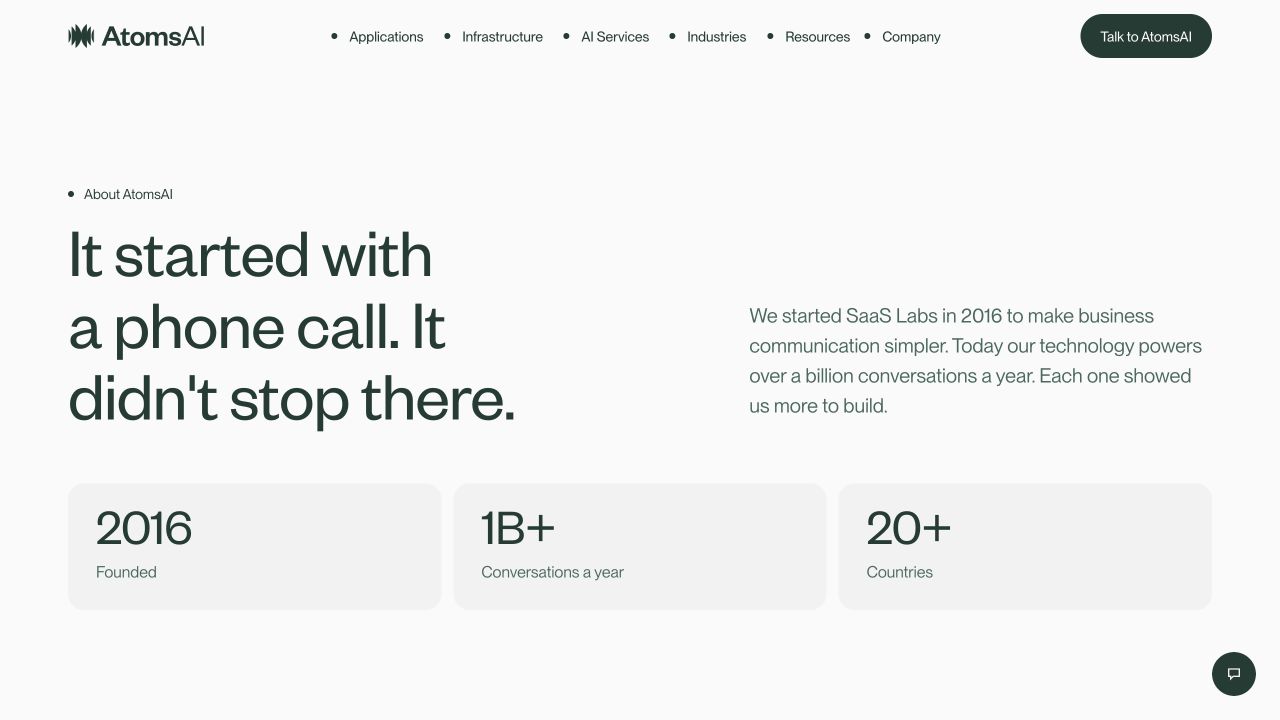 AtomsAI
Applications
Infrastructure
AI Services
Industries
Resources
Company
Talk to AtomsAI
About AtomsAI
It started with
a phone call. It
didn't stop there.
We started SaaS Labs in 2016 to make business
communication simpler. Today our technology powers
over a billion conversations a year. Each one showed
us more to build.
2016
Founded
1B+
Conversations a year
20+
Countries